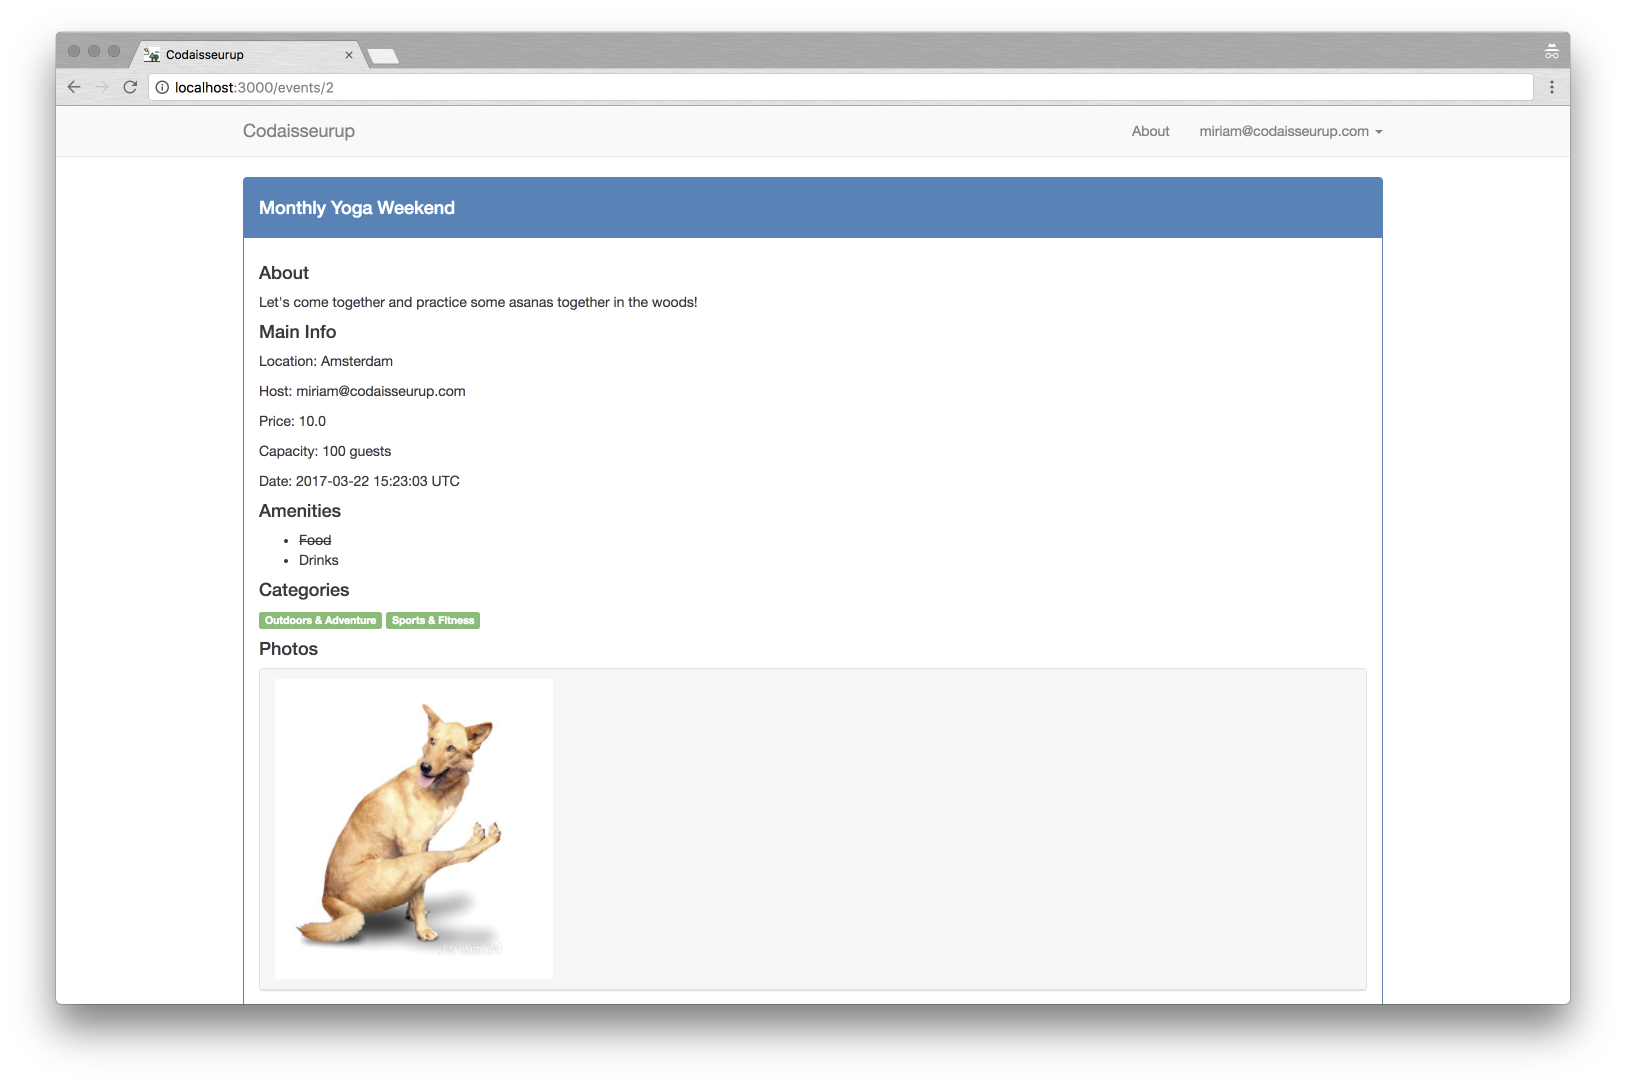 Codaisseurup
localhost:3000/events/2
Codaisseurup
About
miriam@codaisseurup.com
Monthly Yoga Weekend
About
Let's come together and practice some asanas together in the woods!
Main Info
Location: Amsterdam
Host: miriam@codaisseurup.com
Price: 10.0
Capacity: 100 guests
Date: 2017-03-22 15:23:03 UTC
Amenities
Food
Drinks
Categories
Outdoors & Adventure Sports & Fitness
Photos